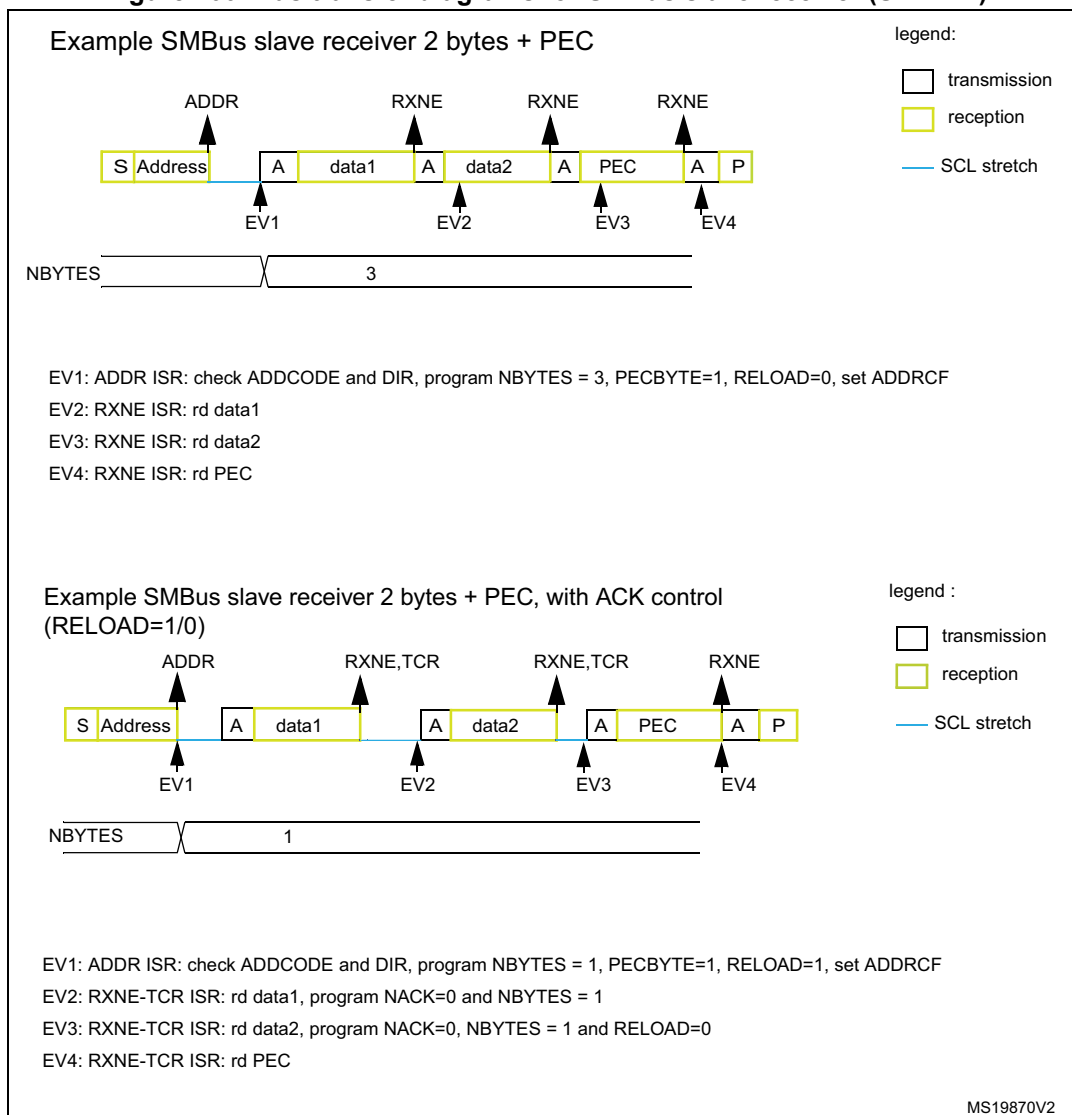 Example SMBus slave receiver 2 bytes + PEC
legend:
transmission
reception
SCL stretch
ADDR RXNE RXNE RXNE
S Address A data1 A data2 A PEC A P
EV1 EV2 EV3 EV4
NBYTES 3
EV1: ADDR ISR: check ADDCODE and DIR, program NBYTES = 3, PECBYTE=1, RELOAD=0, set ADDRCF
EV2: RXNE ISR: rd data1
EV3: RXNE ISR: rd data2
EV4: RXNE ISR: rd PEC
Example SMBus slave receiver 2 bytes + PEC, with ACK control
(RELOAD=1/0)
legend :
transmission
reception
SCL stretch
ADDR RXNE,TCR RXNE,TCR RXNE
S Address A data1 A data2 A PEC A P
EV1 EV2 EV3 EV4
NBYTES 1
EV1: ADDR ISR: check ADDCODE and DIR, program NBYTES = 1, PECBYTE=1, RELOAD=1, set ADDRCF
EV2: RXNE-TCR ISR: rd data1, program NACK=0 and NBYTES = 1
EV3: RXNE-TCR ISR: rd data2, program NACK=0, NBYTES = 1 and RELOAD=0
EV4: RXNE-TCR ISR: rd PEC
MS19870V2